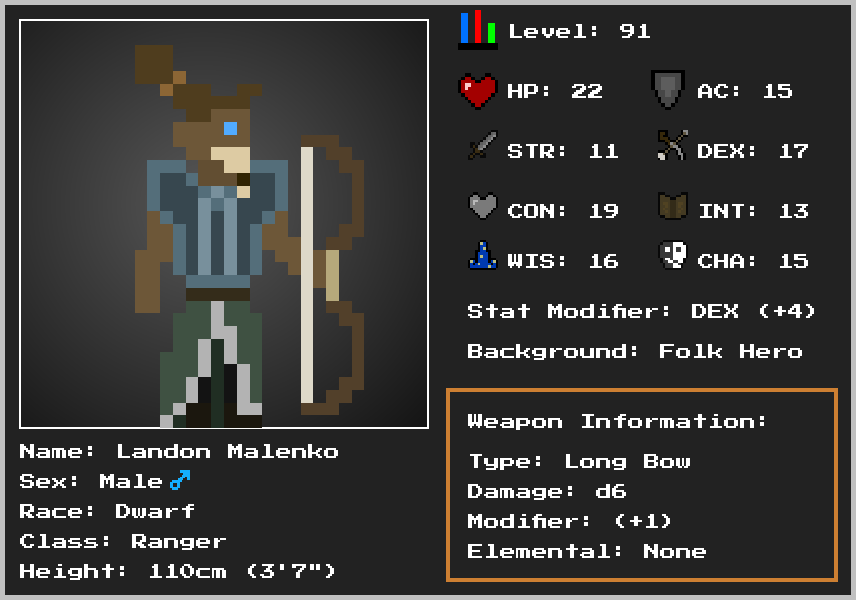 Level: 91
HP: 22 AC: 15
STR: 11 DEX: 17
CON: 19 INT: 13
WIS: 16 CHA: 15
Stat Modifier: DEX (+4)
Background: Folk Hero
Weapon Information:
Type: Long Bow
Damage: d6
Modifier: (+1)
Elemental: None
Name: Landon Malenko
Sex: Male ♂
Race: Dwarf
Class: Ranger
Height: 110cm (3'7")